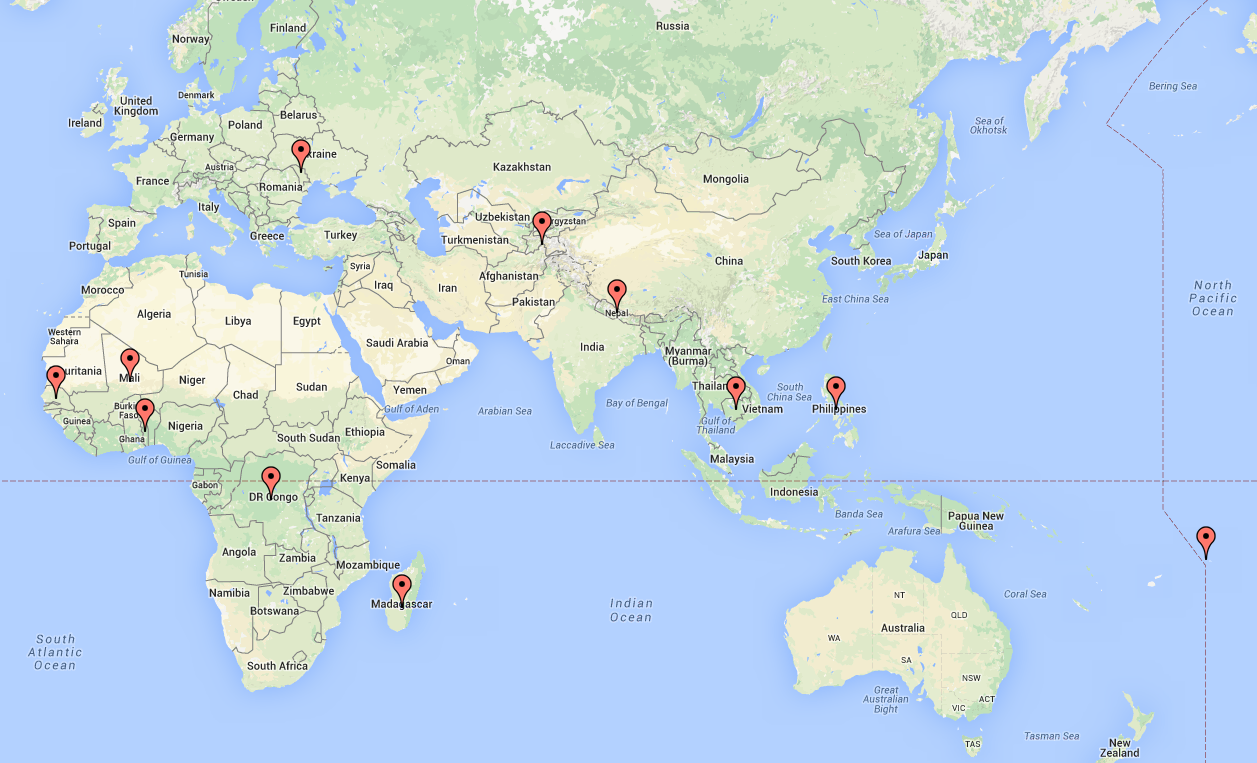 Sweden
Norway
Finland
Russia
Bering Sea
Denmark
United
Kingdom
Ireland
Belarus
Poland
Germany
Sea of
Okhotsk
kraine
Austria
France
Romania
Kazakhstan
Mongolia
Italy
Spain
Uzbekistan
rgyzstan
Greece
Turkey
Portugal
Turkmenistan
Sea of Japan
South Korea
Japan
China
Tunisia
Syria
Iraq
Iran
Afghanistan
Morocco
Pakistan
East China Sea
North
Pacific
Ocean
Algeria
Libya
Egypt
Nepal
Western
Sahara
Saudi Arabia
India
Oman
Myanmar
(Burma)
uritania
Mali
Niger
Chad
Sudan
Yemen
Thailan
South
China Sea
Vietnam
Philippines
Burki
Faso
Guinea
Gulf of Aden
Arabian Sea
Bay of Bengal
Gulf of
Thailand
Nigeria
Ghana
South Sudan
Ethiopia
Laccadive Sea
Gulf of Guinea
Somalia
Malaysia
Gabon
Kenya
DR Congo
Indonesia
Tanzania
Banda Sea
Papua New
Guinea
Arafura Sea
Angola
Zambia
Mozambique
Namibia
Zimbabwe
Botswana
Madagascar
Indian
Ocean
NT
Coral Sea
QLD
Australia
WA
South
Atlantic
Ocean
South Africa
SA
NSW
Great
Australian
Bight
ACT
VIC
Tasman Sea
TAS
New
Zealand